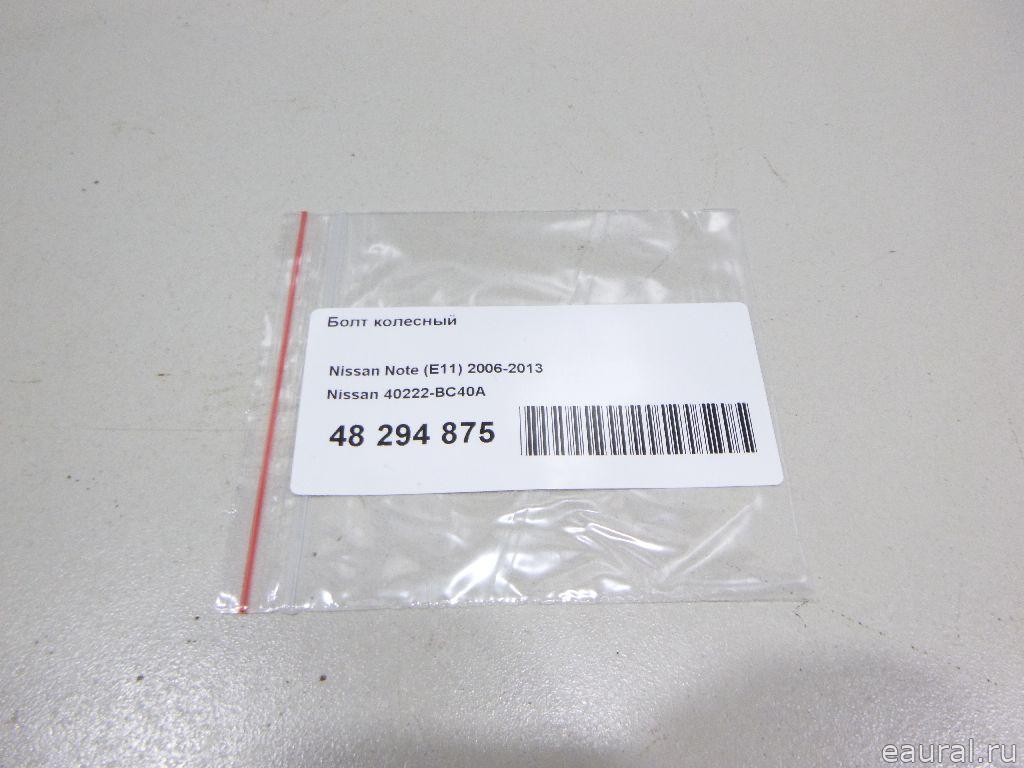 Болт колесный
Nissan Note (E11) 2006-2013
Nissan 40222-BC40A
48 294 875
eaural.ru